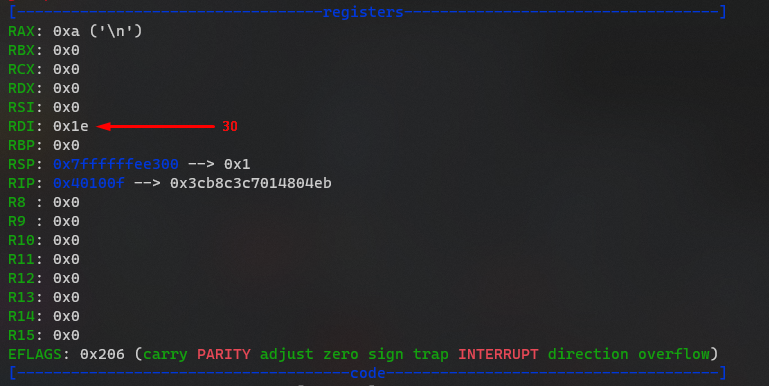 [----------------------------------registers-----------------------------------]
RAX: 0xa ('\n')
RBX: 0x0
RCX: 0x0
RDX: 0x0
RSI: 0x0
RDI: 0x1e 30
RBP: 0x0
RSP: 0x7ffffffee300 --> 0x1
RIP: 0x40100f --> 0x3cb8c3c7014804eb
R8 : 0x0
R9 : 0x0
R10: 0x0
R11: 0x0
R12: 0x0
R13: 0x0
R14: 0x0
R15: 0x0
EFLAGS: 0x206 (carry PARITY adjust zero sign trap INTERRUPT direction overflow)
[-------------------------------------code-------------------------------------]